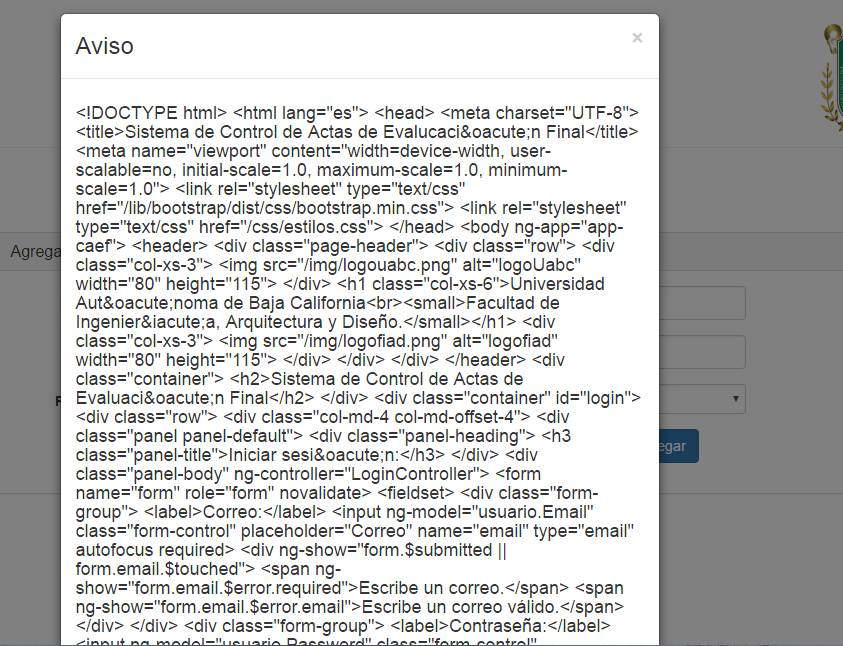 Aviso
×
<!DOCTYPE html> <html lang="es"> <head> <meta charset="UTF-8">
<title>Sistema de Control de Actas de Evalucaci&oacute;n Final</title>
<meta name="viewport" content="width=device-width, user-
scalable=no, initial-scale=1.0, maximum-scale=1.0, minimum-
scale=1.0"> <link rel="stylesheet" type="text/css"
href="/lib/bootstrap/dist/css/bootstrap.min.css"> <link rel="stylesheet"
type="text/css" href="/css/estilos.css"> </head> <body ng-app="app-
caef"> <header> <div class="page-header"> <div class="row"> <div
class="col-xs-3"> <img src="/img/logouabc.png" alt="logoUabc"
width="80" height="115"> </div> <h1 class="col-xs-6">Universidad
Aut&oacute;noma de Baja California<br><small>Facultad de
Ingenier&iacute;a, Arquitectura y Diseño.</small></h1> <div
class="col-xs-3"> <img src="/img/logofiad.png" alt="logofiad"
width="80" height="115"> </div> </div> </div> </header> <div
class="container"> <h2>Sistema de Control de Actas de
Evaluaci&oacute;n Final</h2> </div> <div class="container" id="login">
<div class="row"> <div class="col-md-4 col-md-offset-4"> <div
class="panel panel-default"> <div class="panel-heading"> <h3
class="panel-title">Iniciar sesi&oacute;n:</h3> </div> <div
class="panel-body" ng-controller="LoginController"> <form
name="form" role="form" novalidate> <fieldset> <div class="form-
group"> <label>Correo:</label> <input ng-model="usuario.Email"
class="form-control" placeholder="Correo" name="email" type="email"
autofocus required> <div ng-show="form.$submitted ||
form.email.$touched"> <span ng-
show="form.email.$error.required">Escribe un correo.</span> <span
ng-show="form.email.$error.email">Escribe un correo válido.</span>
</div> </div> <div class="form-group"> <label>Contraseña:</label>
<input ng-model="usuario.Password" class="form-control"
Agrega
egar